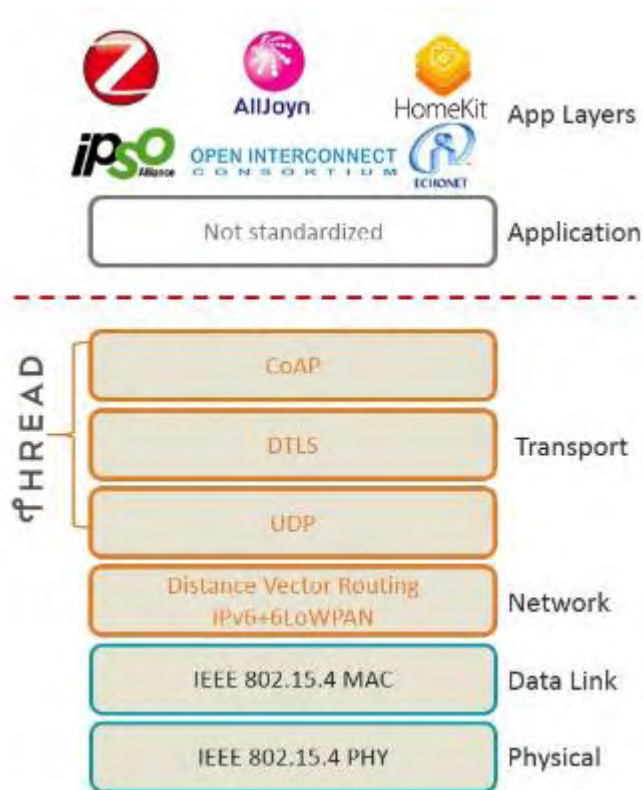 Z
AllJoyn
HomeKit
App Layers
ipso
Alliance
OPEN INTERCONNECT
CONSORTIUM
ECHONET
Not standardized
Application
THREAD
CoAP
DTLS
Transport
UDP
Distance Vector Routing
IPv6+6LoWPAN
Network
IEEE 802.15.4 MAC
Data Link
IEEE 802.15.4 PHY
Physical